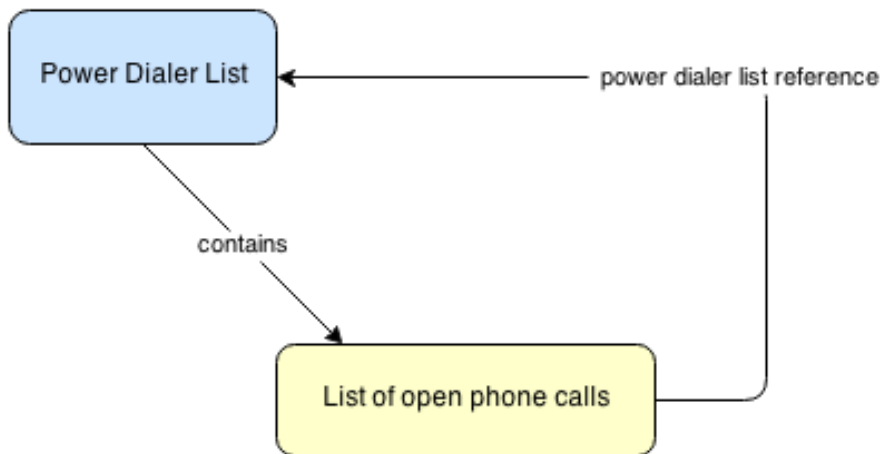 Power Dialer List
power dialer list reference
contains
List of open phone calls